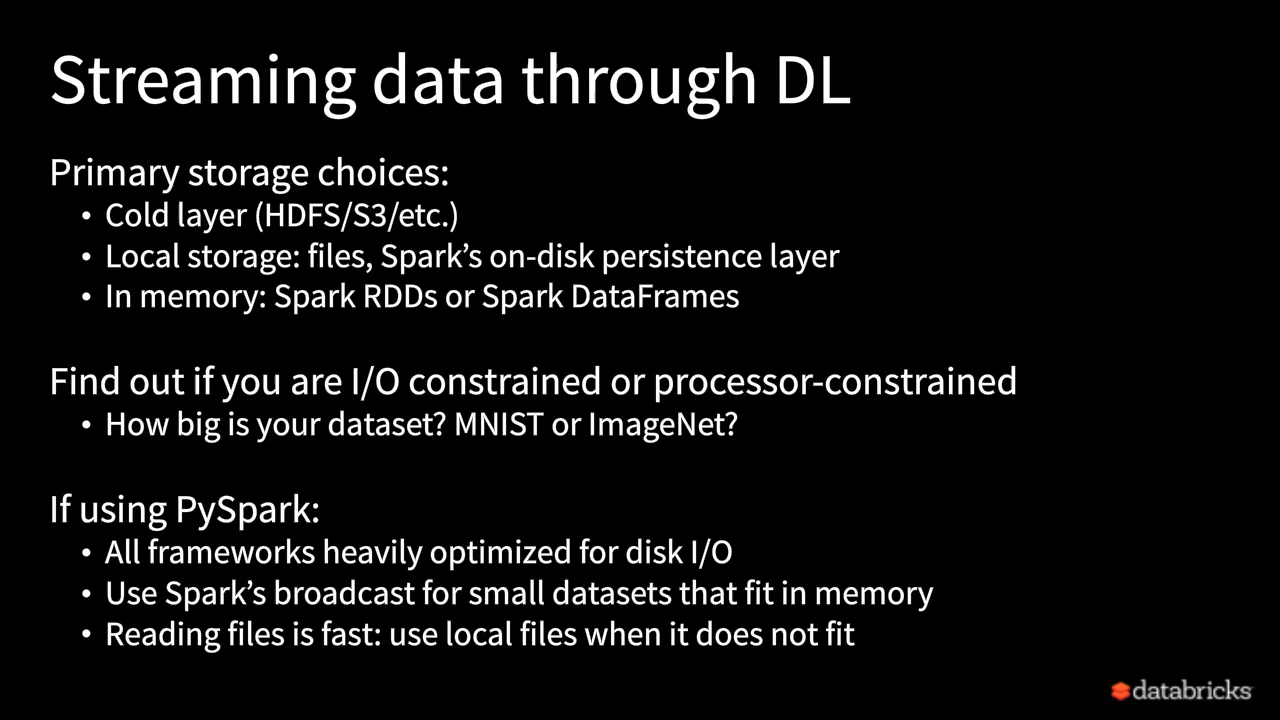 Streaming data through DL
Primary storage choices:
• Cold layer (HDFS/S3/etc.)
• Local storage: files, Spark’s on-disk persistence layer
• In memory: Spark RDDs or Spark DataFrames
Find out if you are I/O constrained or processor-constrained
• How big is your dataset? MNIST or ImageNet?
If using PySpark:
• All frameworks heavily optimized for disk I/O
• Use Spark’s broadcast for small datasets that fit in memory
• Reading files is fast: use local files when it does not fit
databricks